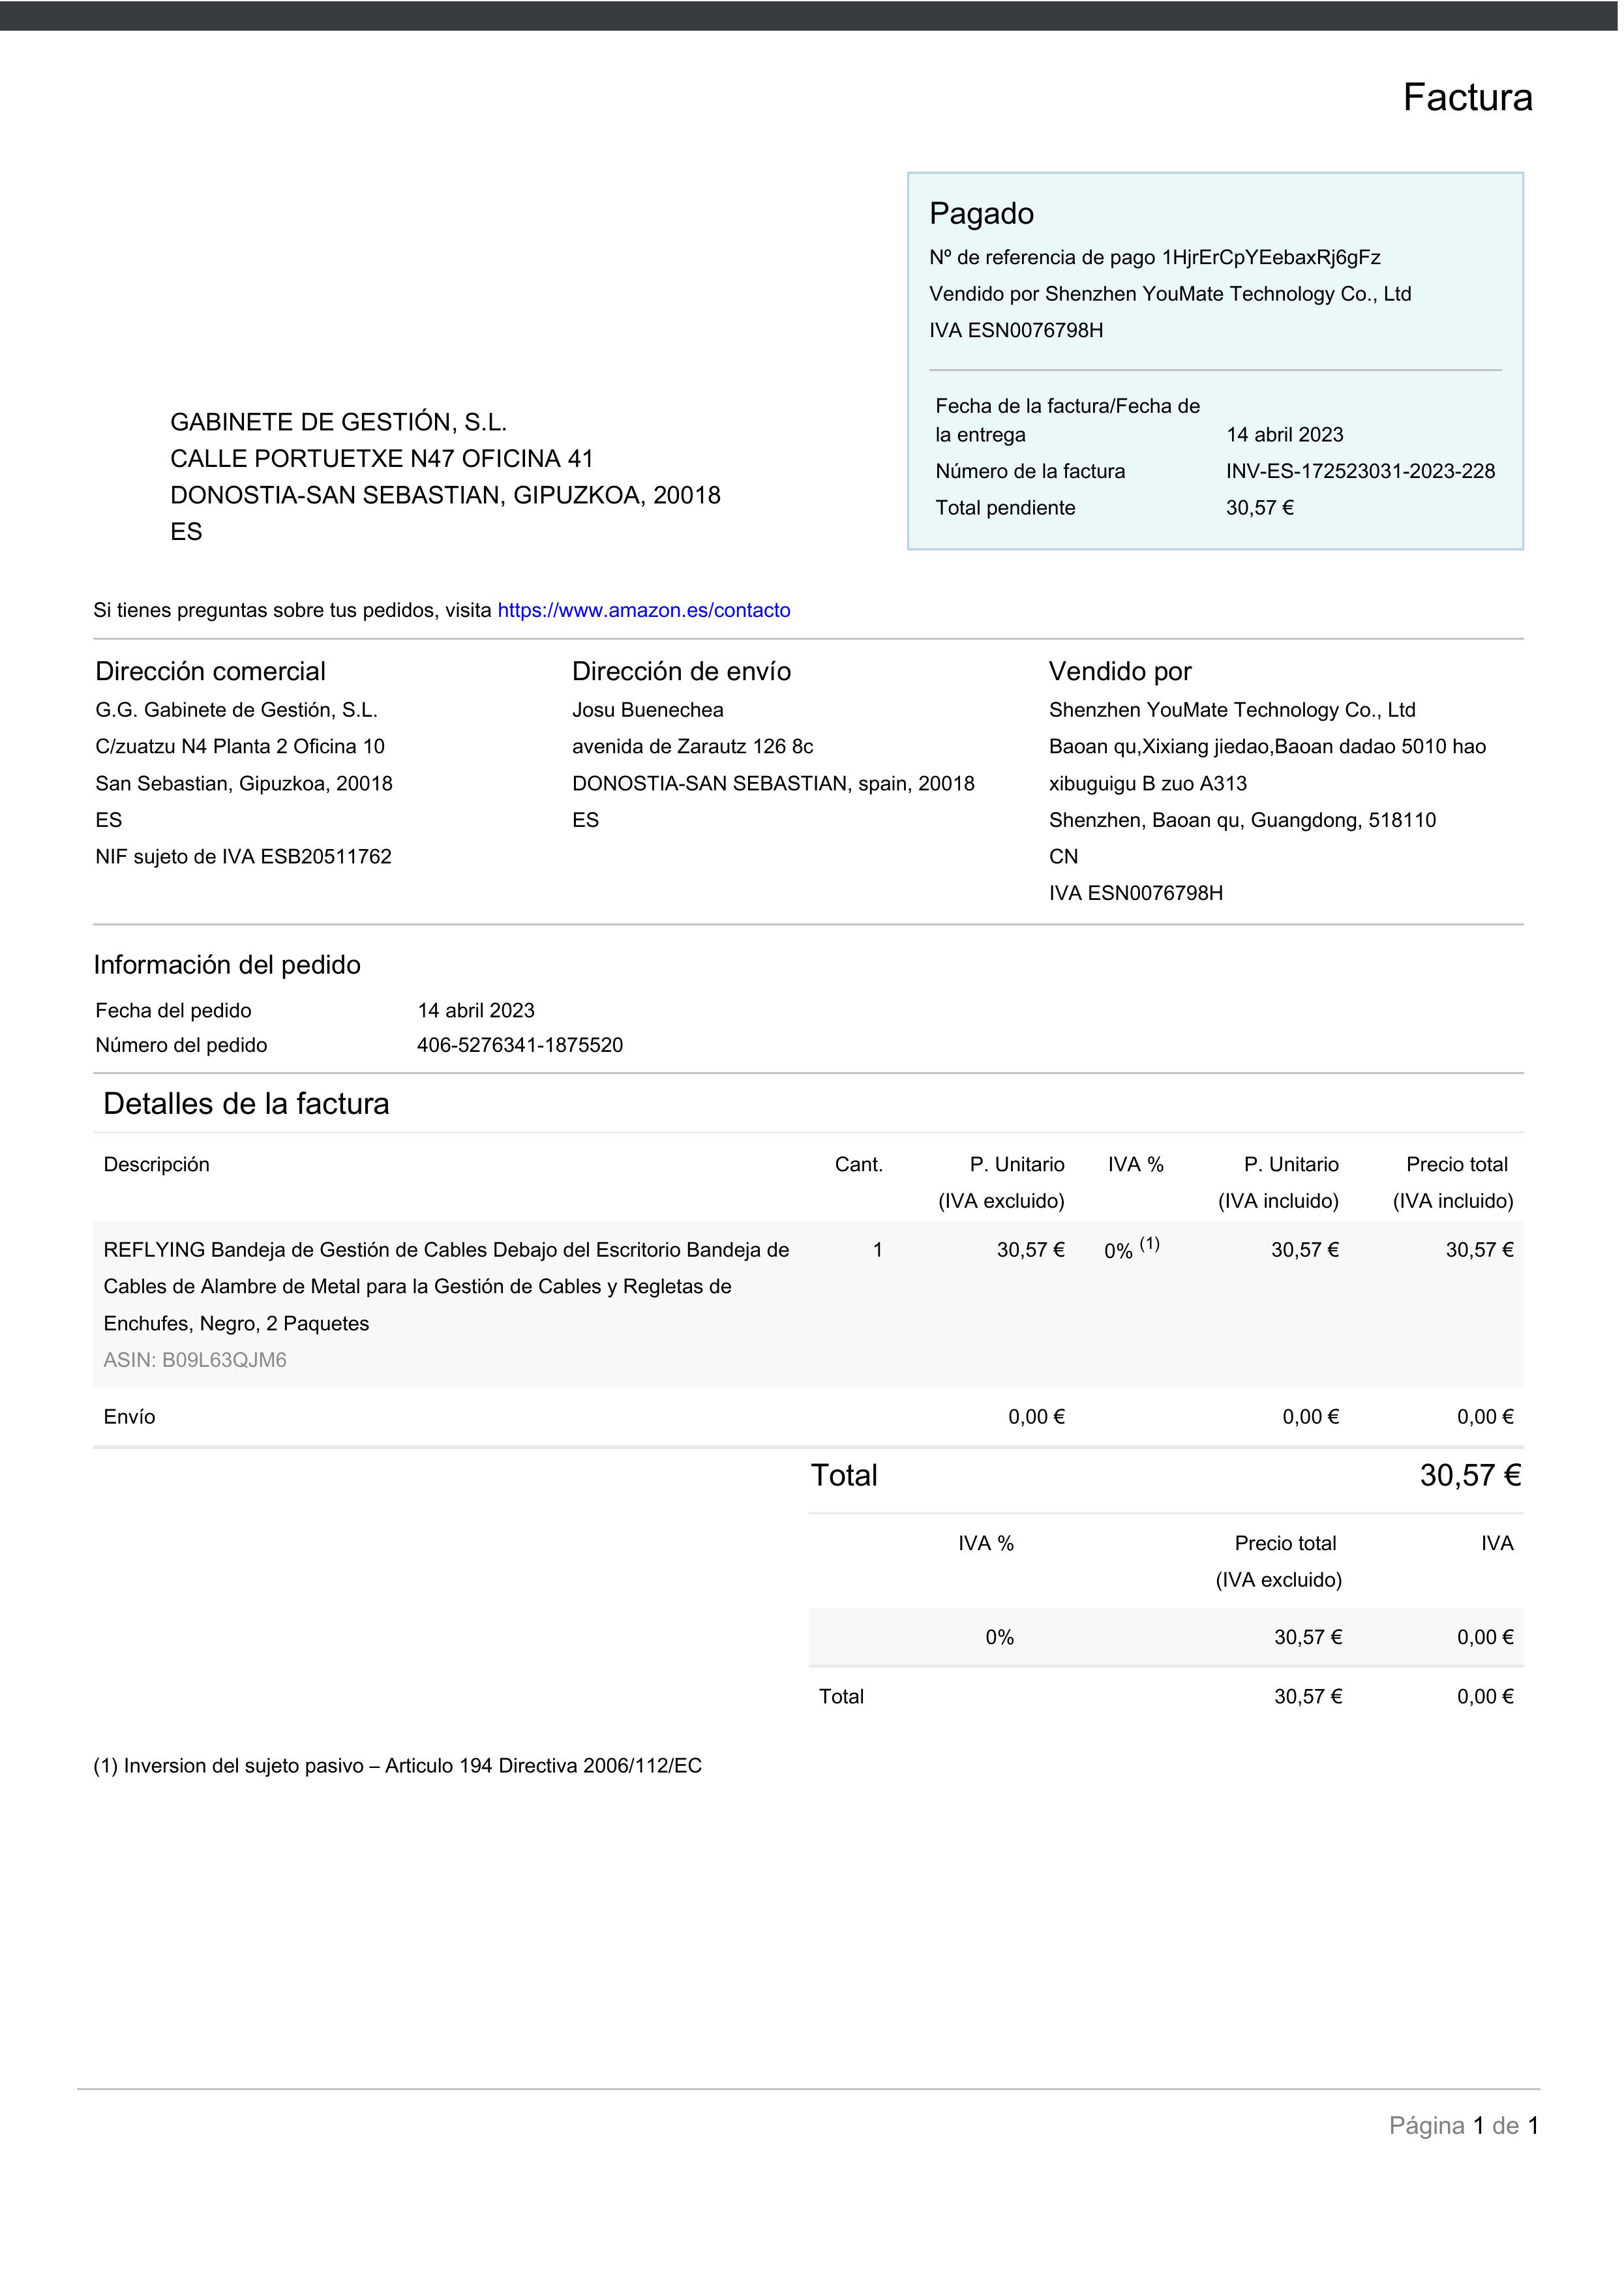 Factura
Pagado
Nº de referencia de pago 1HjrErCpYEebaxRj6gFz
Vendido por Shenzhen YouMate Technology Co., Ltd
IVA ESN0076798H
Fecha de la factura/Fecha de
la entrega 14 abril 2023
Número de la factura INV-ES-172523031-2023-228
Total pendiente 30,57 €
GABINETE DE GESTIÓN, S.L.
CALLE PORTUETXE N47 OFICINA 41
DONOSTIA-SAN SEBASTIAN, GIPUZKOA, 20018
ES
Si tienes preguntas sobre tus pedidos, visita https://www.amazon.es/contacto
Dirección comercial
G.G. Gabinete de Gestión, S.L.
C/zuatzu N4 Planta 2 Oficina 10
San Sebastian, Gipuzkoa, 20018
ES
NIF sujeto de IVA ESB20511762
Dirección de envío
Josu Buenechea
avenida de Zarautz 126 8c
DONOSTIA-SAN SEBASTIAN, spain, 20018
ES
Vendido por
Shenzhen YouMate Technology Co., Ltd
Baoan qu,Xixiang jiedao,Baoan dadao 5010 hao
xibuguigu B zuo A313
Shenzhen, Baoan qu, Guangdong, 518110
CN
IVA ESN0076798H
Información del pedido
Fecha del pedido 14 abril 2023
Número del pedido 406-5276341-1875520
Detalles de la factura
Descripción Cant. P. Unitario IVA % P. Unitario Precio total
(IVA excluido) (IVA incluido) (IVA incluido)
REFLYING Bandeja de Gestión de Cables Debajo del Escritorio Bandeja de 1 30,57 € 0% (1) 30,57 € 30,57 €
Cables de Alambre de Metal para la Gestión de Cables y Regletas de
Enchufes, Negro, 2 Paquetes
ASIN: B09L63QJM6
Envío 0,00 € 0,00 € 0,00 €
Total 30,57 €
IVA % Precio total IVA
(IVA excluido)
0% 30,57 € 0,00 €
Total 30,57 € 0,00 €
(1) Inversion del sujeto pasivo – Articulo 194 Directiva 2006/112/EC
Página 1 de 1